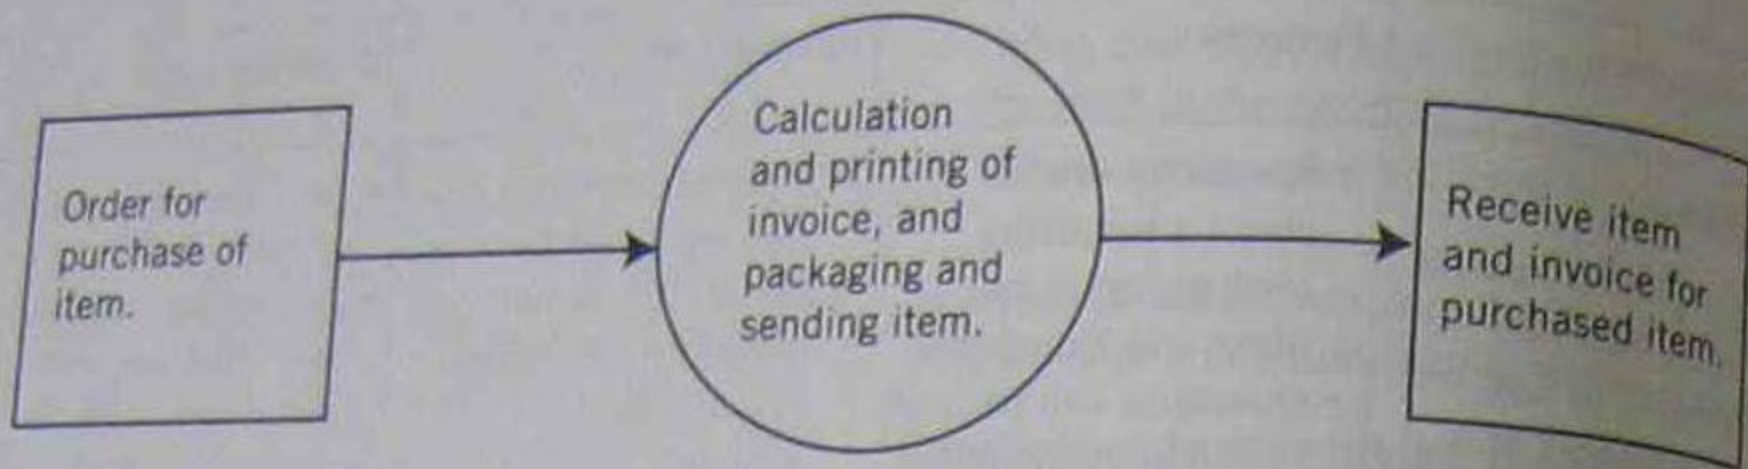 Order for
purchase of
item.
Calculation
and printing of
invoice, and
packaging and
sending item.
Receive item
and invoice for
purchased item.